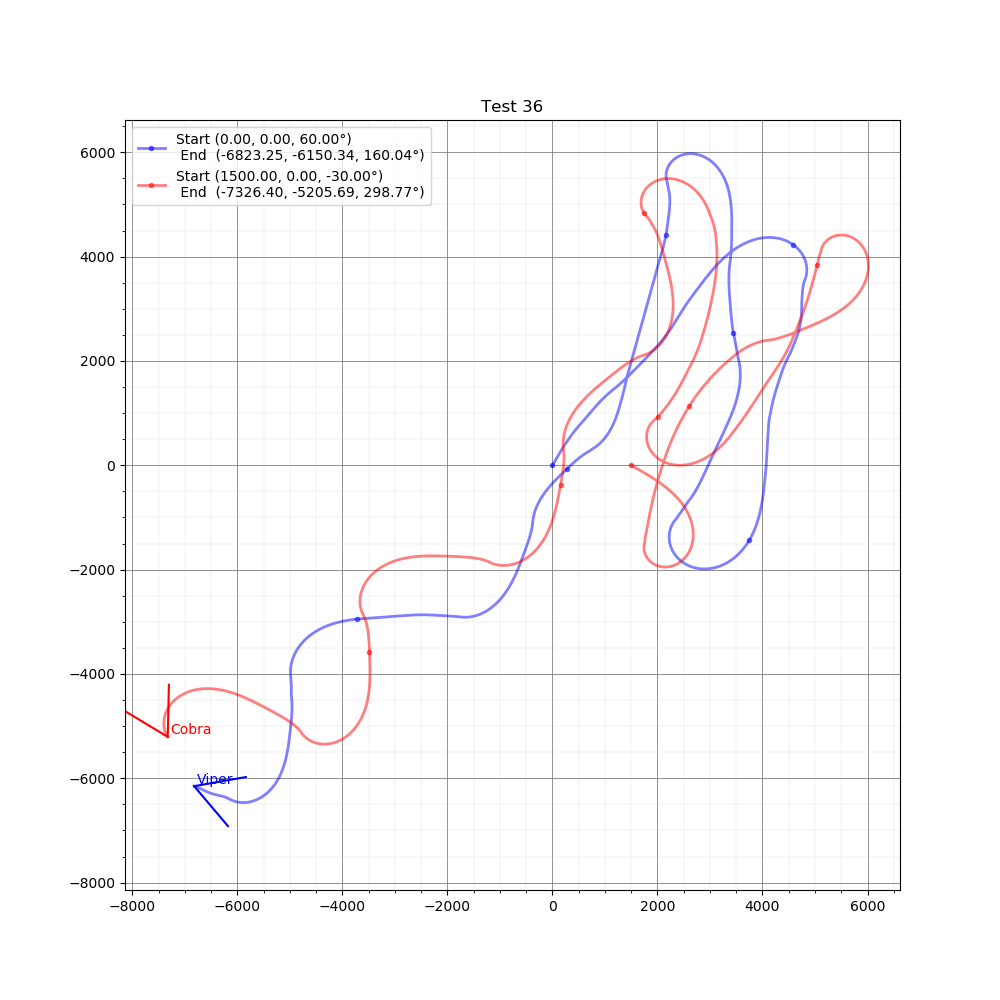 Test 36
Start (0.00, 0.00, 60.00°)
End (-6823.25, -6150.34, 160.04°)
Start (1500.00, 0.00, -30.00°)
End (-7326.40, -5205.69, 298.77°)
6000
4000
2000
0
−2000
−4000
−6000
−8000
Cobra
Viper
−8000 −6000 −4000 −2000 0 2000 4000 6000